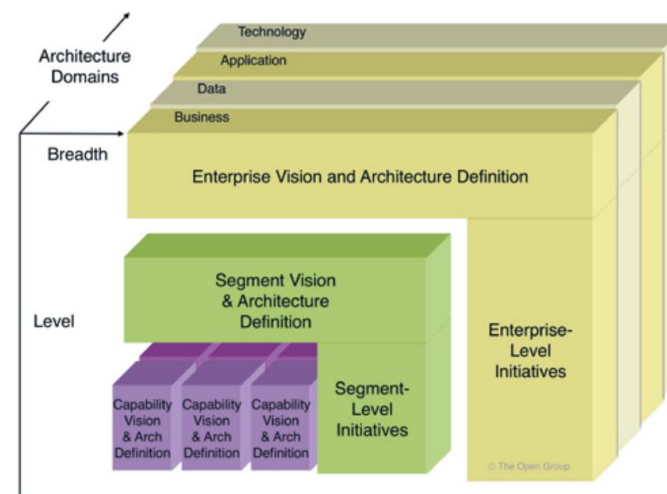 Architecture
Domains
Technology
Application
Data
Business
Breadth
Enterprise Vision and Architecture Definition
Level
Segment Vision
& Architecture
Definition
Enterprise-
Level
Initiatives
Segment-
Level
Initiatives
Capability
Vision
& Arch
Definition
Capability
Vision
& Arch
Definition
Capability
Vision
& Arch
Definition
© The Open Group